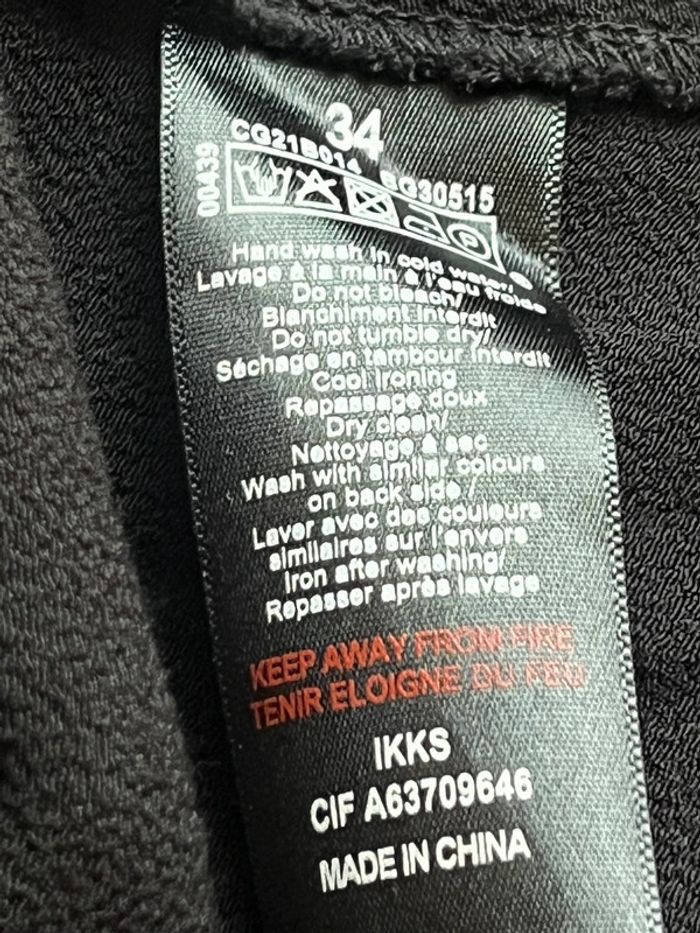 34
CG21B014 BG30515
00439
Hand wash in cold water/
Lavage à la main à l'eau froide
Do not bleach/
Blanchiment interdit
Do not tumble dry/
Séchage en tambour interdit
Cool ironing
Repassage doux
Dry clean/
Nettoyage à sec
Wash with similar colours
on back side /
Laver avec des couleurs
similaires sur l'envers
Iron after washing/
Repasser après lavage
KEEP AWAY FROM FIRE
TENIR ELOIGNE DU FEU
IKKS
CIF A63709646
MADE IN CHINA